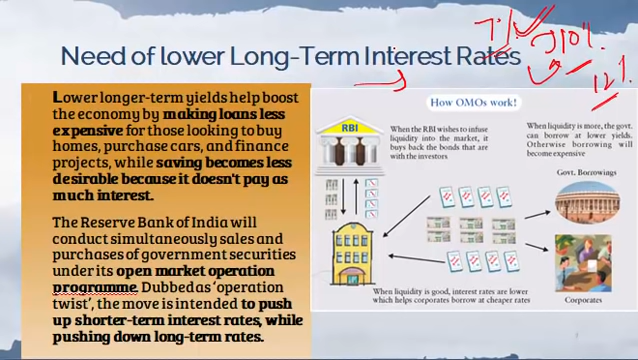 7%
10%
12%
Need of lower Long-Term Interest Rates
Lower longer-term yields help boost
the economy by making loans less
expensive for those looking to buy
homes, purchase cars, and finance
projects, while saving becomes less
desirable because it doesn't pay as
much interest.
The Reserve Bank of India will
conduct simultaneously sales and
purchases of government securities
under its open market operation
programme. Dubbed as 'operation
twist', the move is intended to push
up shorter-term interest rates, while
pushing down long-term rates.
How OMOs work!
RBI
When the RBI wishes to infuse
liquidity into the market, it
buys back the bonds that are
with the investors
When liquidity is more, the govt.
can borrow at lower yields.
Otherwise borrowing will
become expensive
Govt. Borrowings
Corporates
When liquidity is good, interest rates are lower
which helps corporates borrow at cheaper rates